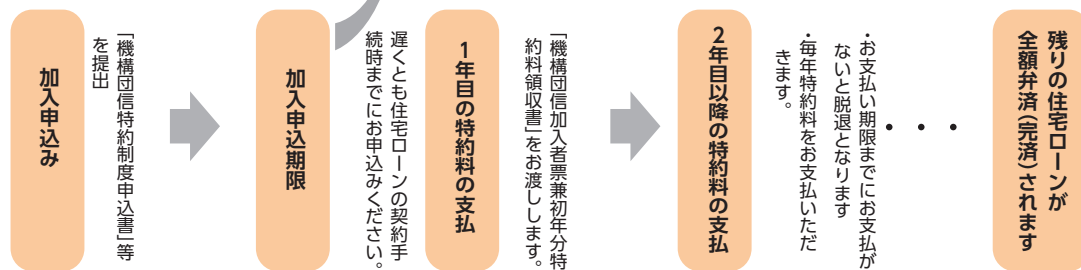 加入申込み
「機構団信特約制度申込書」等
を提出
加入申込期限
遅くとも住宅ローンの契約手
続時までにお申込みください。
1年目の特約料の支払
「機構団信加入者票兼初年分特
約料領収書」をお渡しします。
2年目以降の特約料の支払
・お支払い期限までにお支払が
ないと脱退となります
・毎年特約料をお支払いただ
きます。
・・・
残りの住宅ローンが
全額弁済(完済)されます